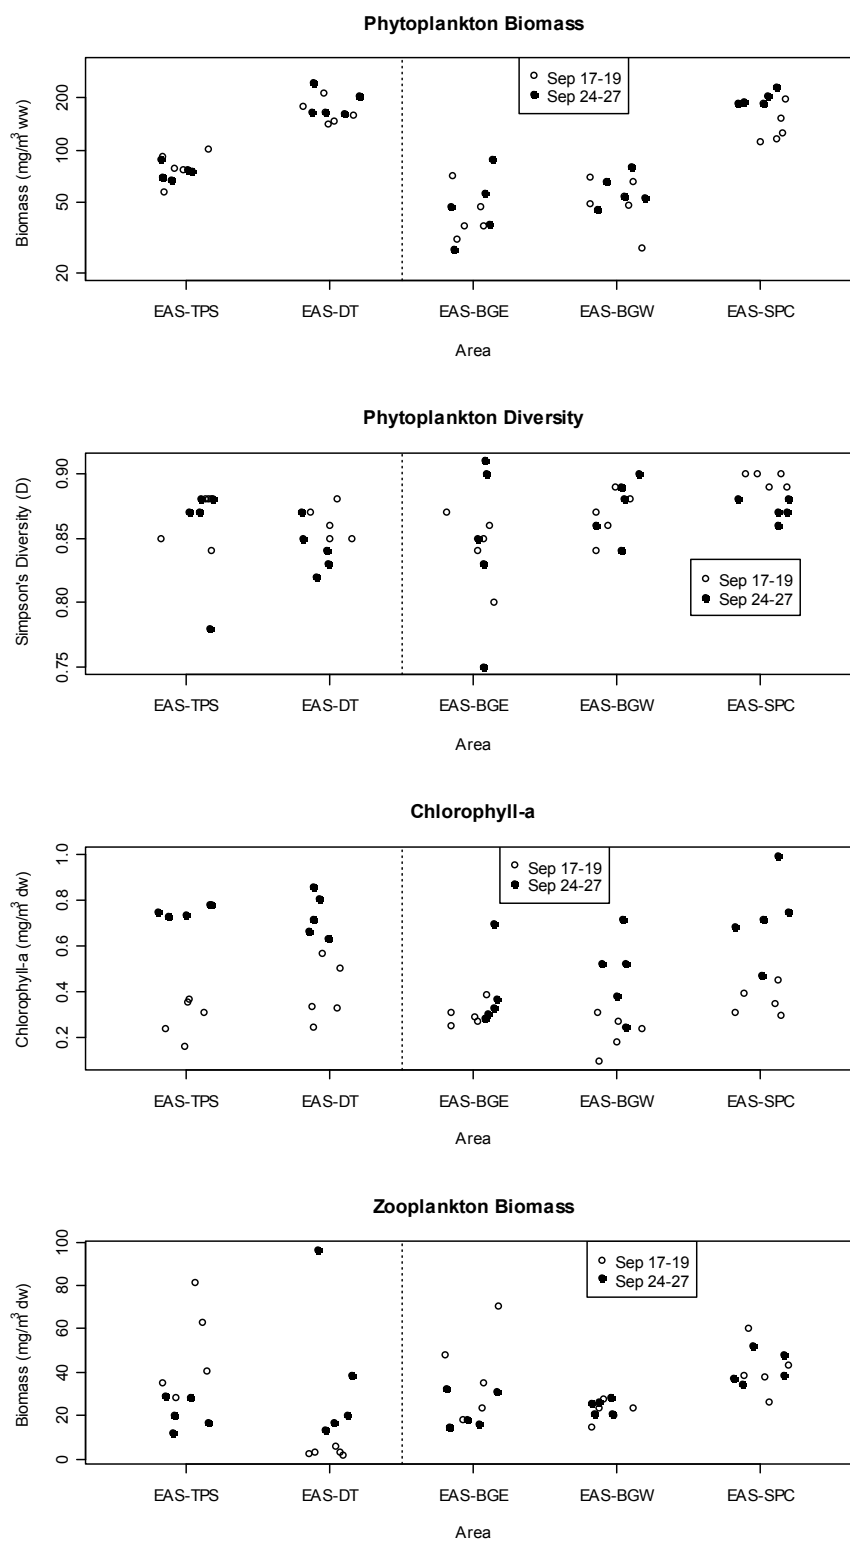 Phytoplankton Biomass
Biomass (mg/m³ ww)
200
100
50
20
Sep 17-19
Sep 24-27
EAS-TPS EAS-DT EAS-BGE EAS-BGW EAS-SPC
Area
Phytoplankton Diversity
Simpson's Diversity (D)
0.90
0.85
0.80
0.75
Sep 17-19
Sep 24-27
EAS-TPS EAS-DT EAS-BGE EAS-BGW EAS-SPC
Area
Chlorophyll-a
Chlorophyll-a (mg/m³ dw)
1.0
0.8
0.6
0.4
0.2
Sep 17-19
Sep 24-27
EAS-TPS EAS-DT EAS-BGE EAS-BGW EAS-SPC
Area
Zooplankton Biomass
Biomass (mg/m³ dw)
100
80
60
40
20
0
Sep 17-19
Sep 24-27
EAS-TPS EAS-DT EAS-BGE EAS-BGW EAS-SPC
Area